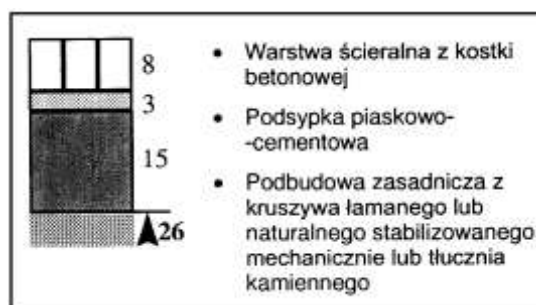 8
3
15
26
• Warstwa ścieralna z kostki
betonowej
• Podsypka piaskowo-
-cementowa
• Podbudowa zasadnicza z
kruszywa łamanego lub
naturalnego stabilizowanego
mechanicznie lub tłucznia
kamiennego